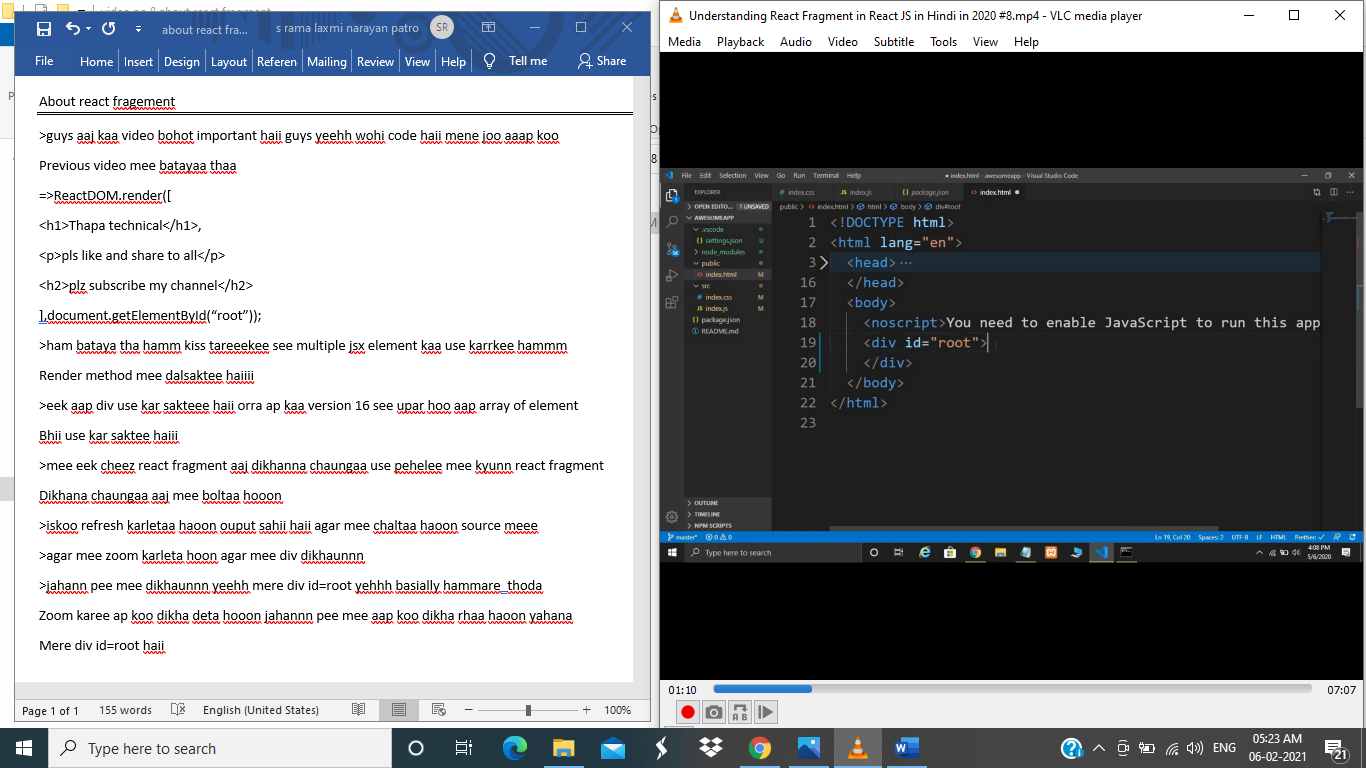 video no 8 about react fragment
about react fra...
s rama laxmi narayan patro
SR
File
Home
Insert
Design
Layout
Referen
Mailing
Review
View
Help
Tell me
Share
About react fragement
>guys aaj kaa video bohot important haii guys yeehh wohi code haii mene joo aaap koo
Previous video mee batayaa thaa
=>ReactDOM.render([
<h1>Thapa technical</h1>,
<p>pls like and share to all</p>
<h2>plz subscribe my channel</h2>
],document.getElementById(“root”));
>ham bataya tha hamm kiss tareeekee see multiple jsx element kaa use karrkee hammm
Render method mee dalsaktee haiiii
>eek aap div use kar sakteee haii orra ap kaa version 16 see upar hoo aap array of element
Bhii use kar saktee haiii
>mee eek cheez react fragment aaj dikhanna chaungaa use pehelee mee kyunn react fragment
Dikhana chaungaa aaj mee boltaa hooon
>iskoo refresh karletaa haoon ouput sahii haii agar mee chaltaa haoon source meee
>agar mee zoom karleta hoon agar mee div dikhaunnn
>jahann pee mee dikhaunnn yeehh mere div id=root yehhh basially hammare_thoda
Zoom karee ap koo dikha deta hooon jahannn pee mee aap koo dikha rhaa haoon yahana
Mere div id=root haii
Page 1 of 1
155 words
English (United States)
100%
Understanding React Fragment in React JS in Hindi in 2020 #8.mp4 - VLC media player
Media
Playback
Audio
Video
Subtitle
Tools
View
Help
File Edit Selection View Go Run Terminal Help
● index.html - awesomeapp - Visual Studio Code
EXPLORER
index.css
index.js
package.json
index.html ●
OPEN EDITO... 1 UNSAVED
public > index.html > html > body > div#root
AWESOMEAPP
.vscode
settings.json U
node_modules
public
index.html M
src
index.css M
index.js M
package.json
README.md
1 <!DOCTYPE html>
2 <html lang="en">
3 <head> ...
16 </head>
17 <body>
18 <noscript>You need to enable JavaScript to run this app
19 <div id="root">
20 </div>
21 </body>
22 </html>
23
OUTLINE
TIMELINE
NPM SCRIPTS
master*
0 0
Ln 19, Col 20
Spaces: 2
UTF-8
LF
HTML
Prettier: ✓
Type here to search
4:08 PM
5/6/2020
01:10
07:07
Type here to search
ENG
05:23 AM
06-02-2021
21